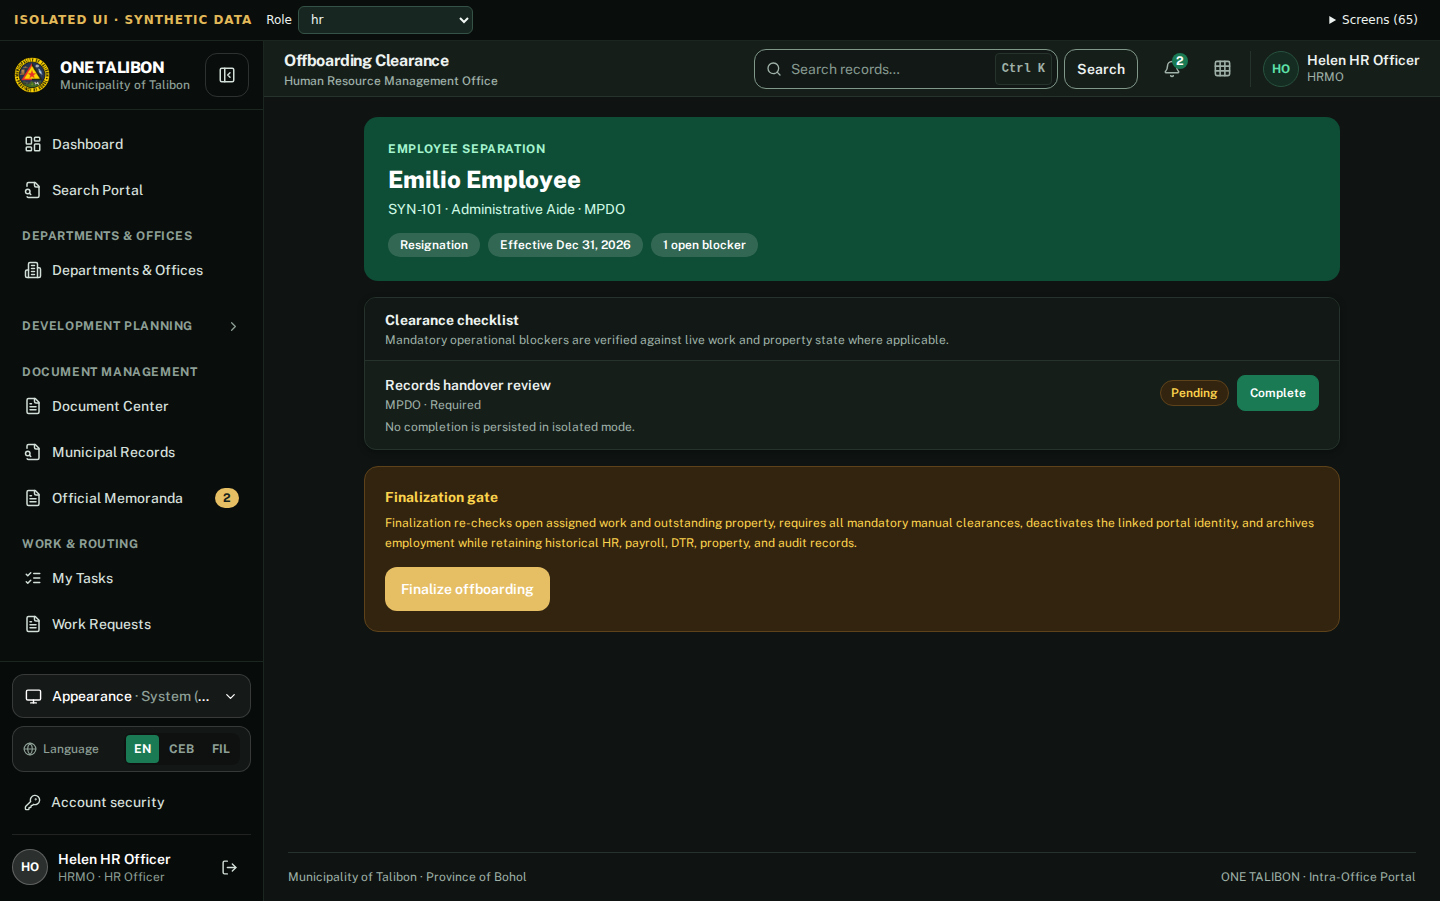 ISOLATED UI · SYNTHETIC DATA
Role
hr
Screens (65)
ONE TALIBON
Municipality of Talibon
Offboarding Clearance
Human Resource Management Office
Search records...
Ctrl K
Search
2
HO
Helen HR Officer
HRMO
Dashboard
Search Portal
DEPARTMENTS & OFFICES
Departments & Offices
DEVELOPMENT PLANNING
DOCUMENT MANAGEMENT
Document Center
Municipal Records
Official Memoranda
2
WORK & ROUTING
My Tasks
Work Requests
Appearance · System (...
Language
EN
CEB
FIL
Account security
HO
Helen HR Officer
HRMO · HR Officer
EMPLOYEE SEPARATION
Emilio Employee
SYN-101 · Administrative Aide · MPDO
Resignation
Effective Dec 31, 2026
1 open blocker
Clearance checklist
Mandatory operational blockers are verified against live work and property state where applicable.
Records handover review
MPDO · Required
No completion is persisted in isolated mode.
Pending
Complete
Finalization gate
Finalization re-checks open assigned work and outstanding property, requires all mandatory manual clearances, deactivates the linked portal identity, and archives
employment while retaining historical HR, payroll, DTR, property, and audit records.
Finalize offboarding
Municipality of Talibon · Province of Bohol
ONE TALIBON · Intra-Office Portal